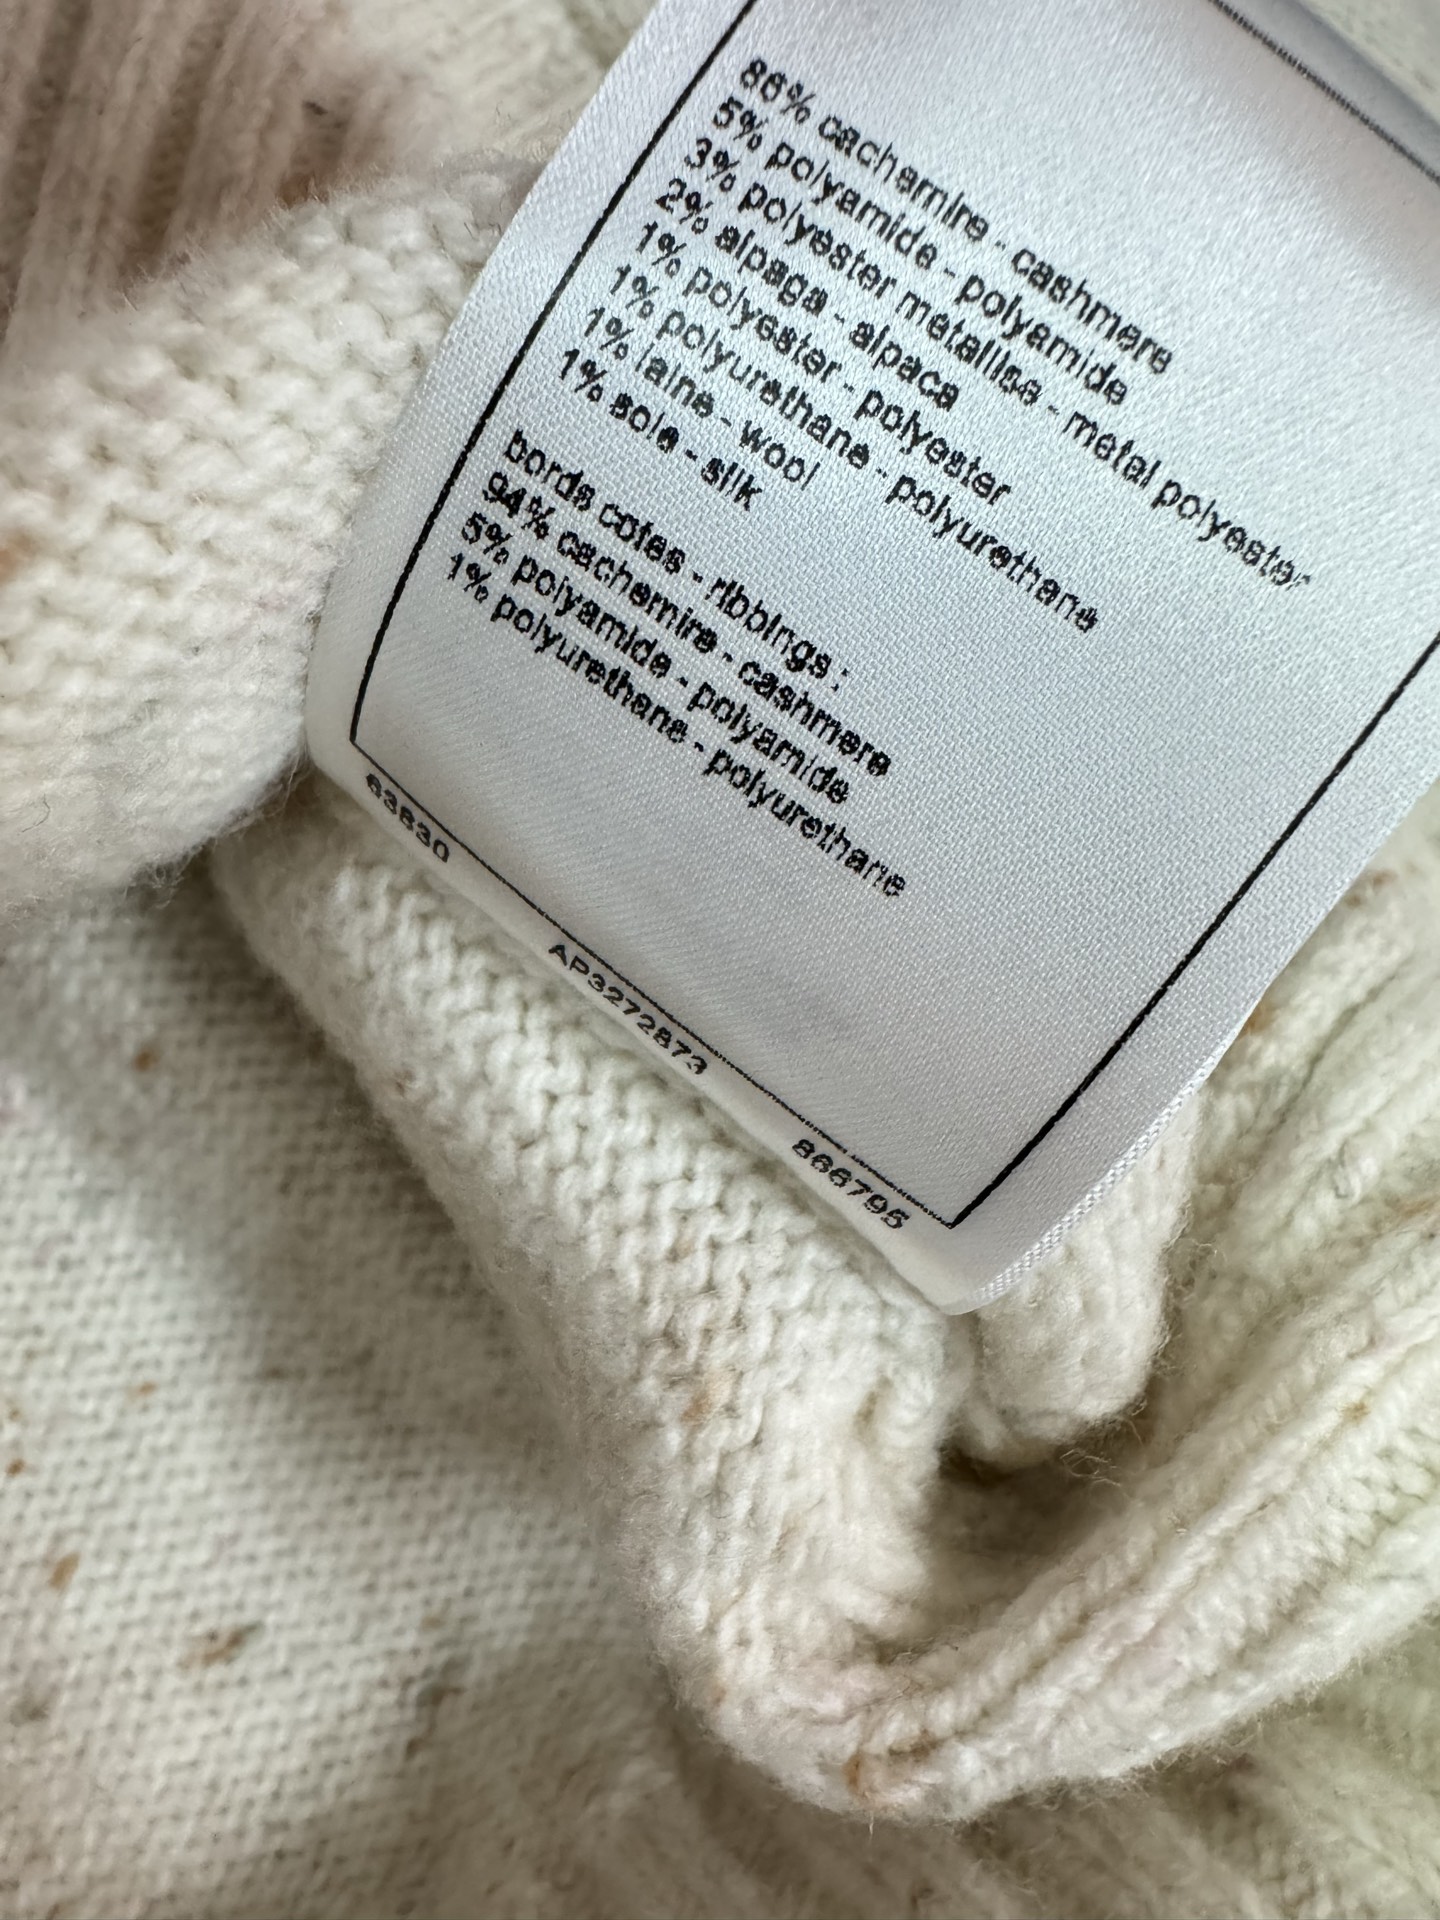 86% cachemire - cashmere
5% polyamide - polyamide
3% polyester metallise - metal polyester
2% alpaga - alpaca
1% polyester - polyester
1% polyurethane - polyurethane
1% laine - wool
1% soie - silk
bords cotes - ribbings :
94% cachemire - cashmere
5% polyamide - polyamide
1% polyurethane - polyurethane
63830 AP3272873 866795